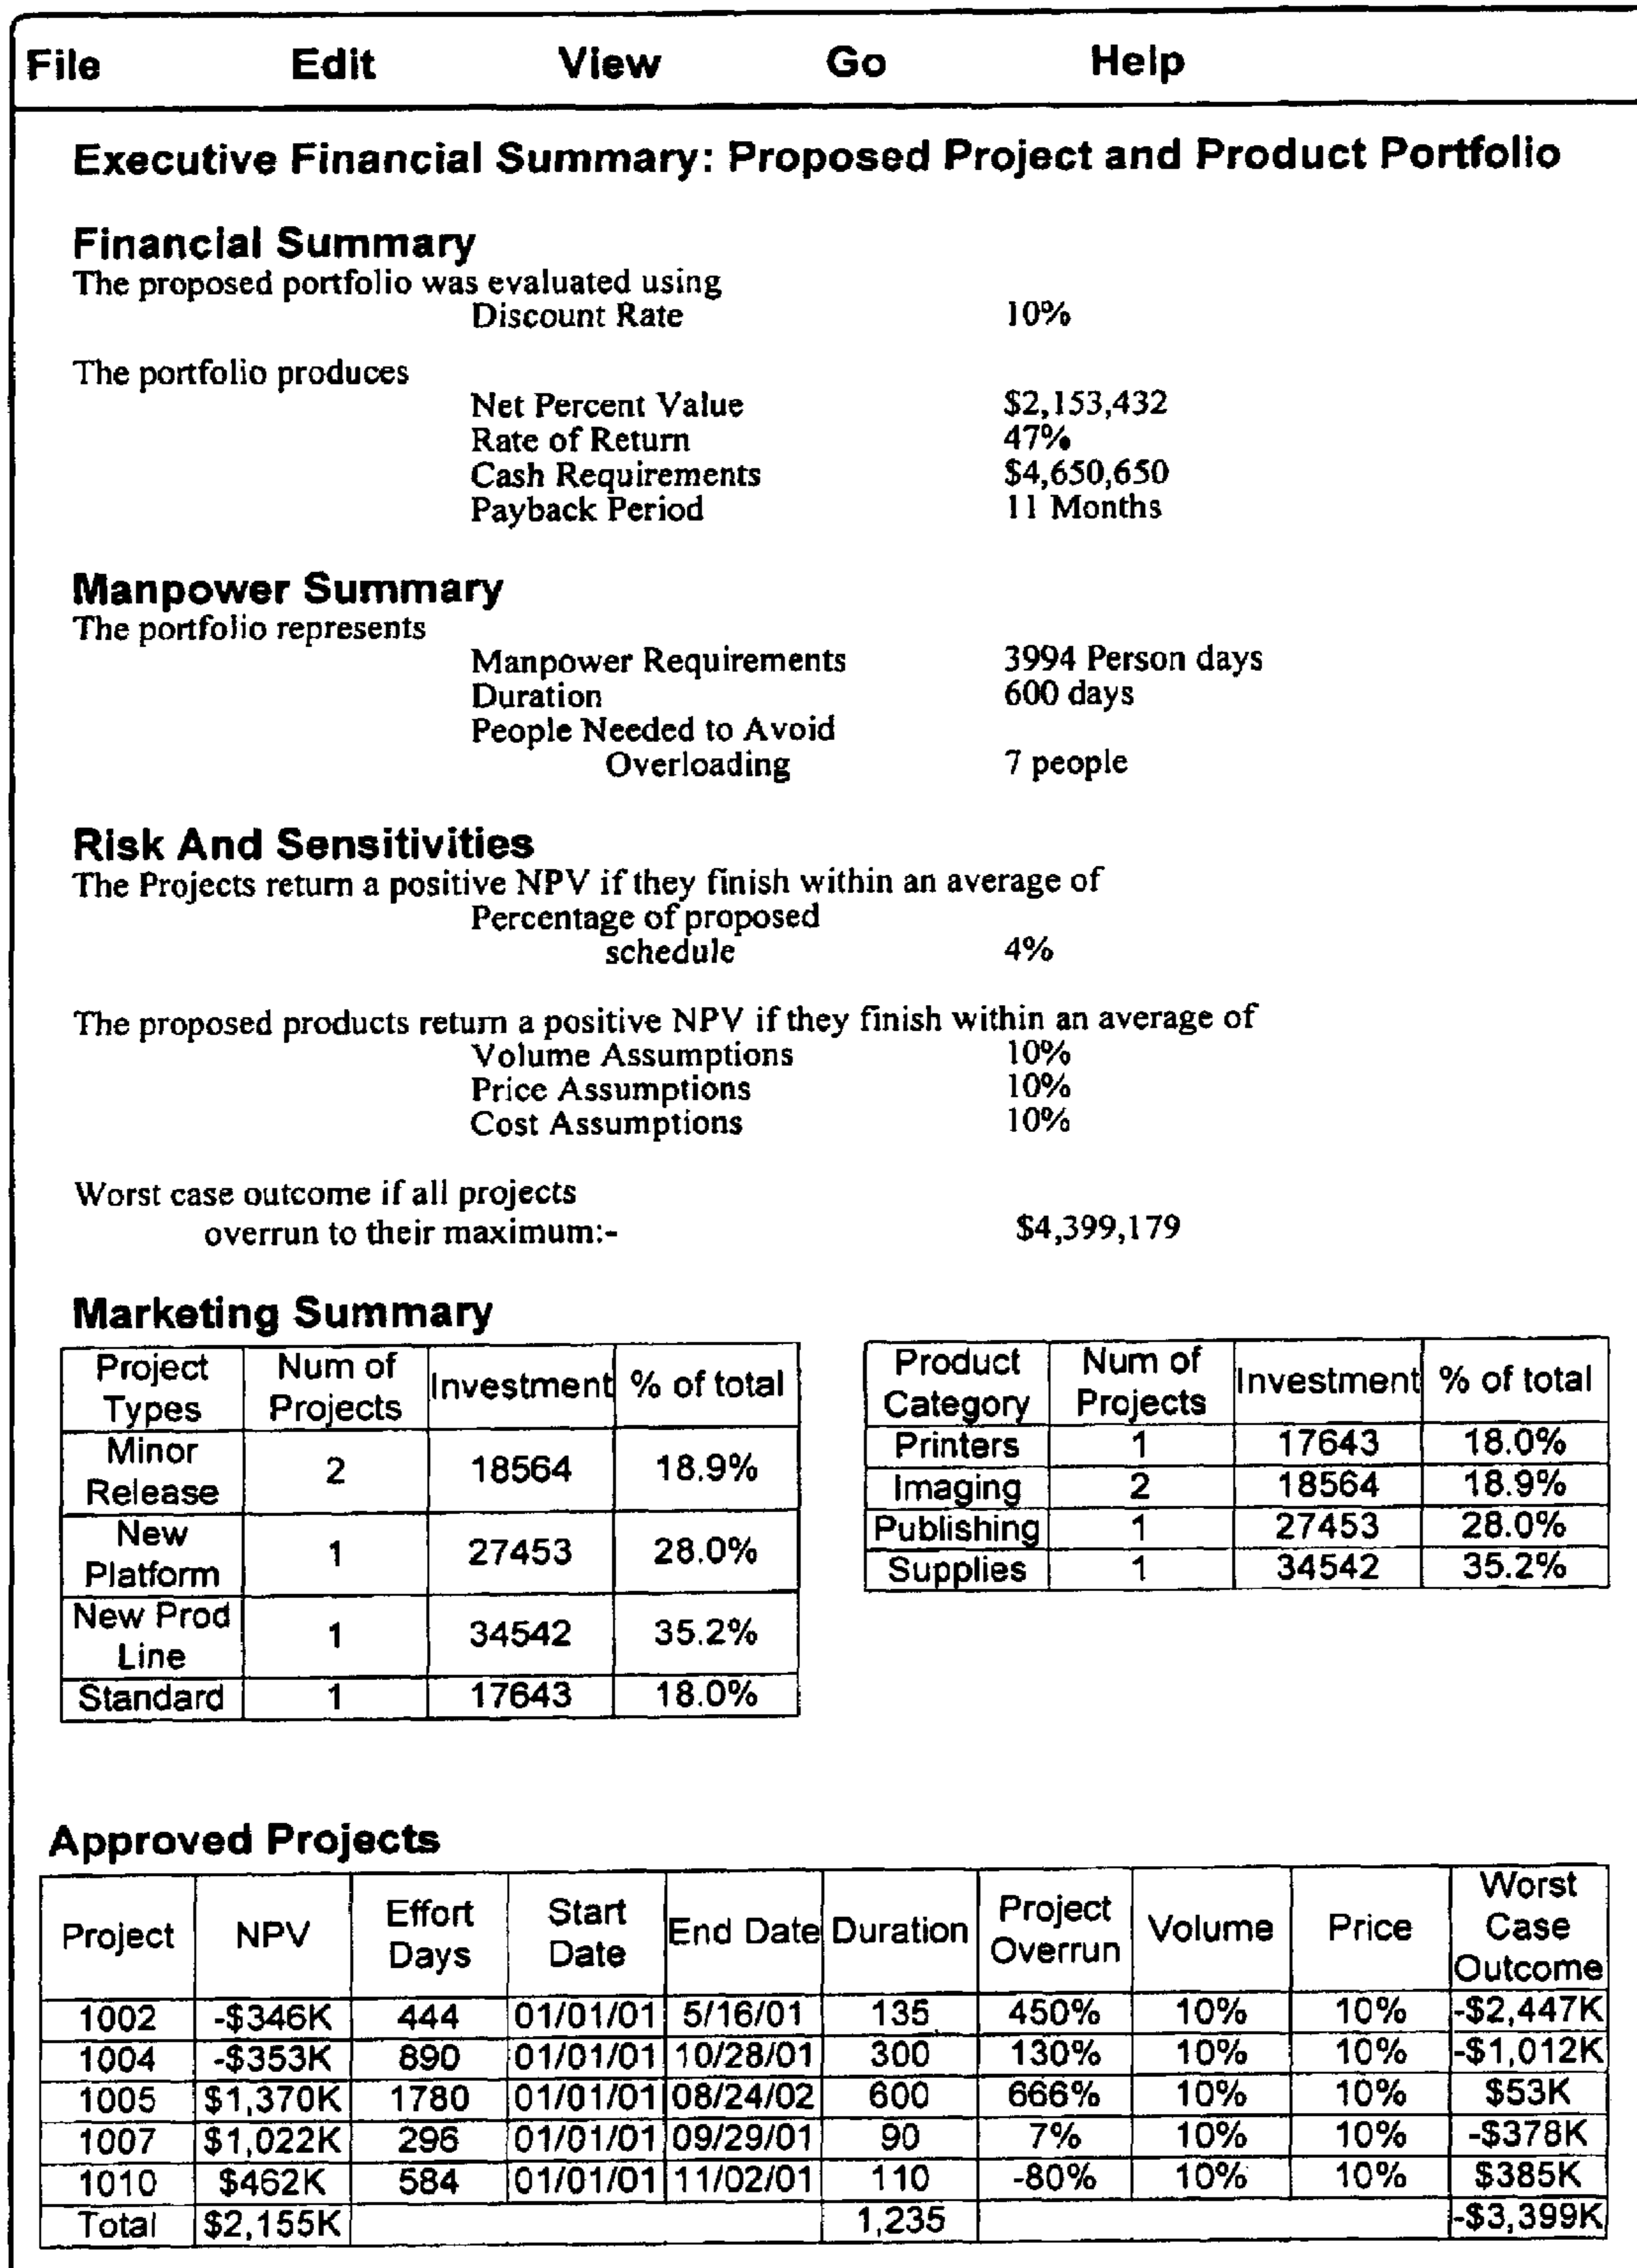 File Edit View Go Help
Executive Financial Summary: Proposed Project and Product Portfolio
Financial Summary
The proposed portfolio was evaluated using
Discount Rate 10%
The portfolio produces
Net Percent Value $2,153,432
Rate of Return 47%
Cash Requirements $4,650,650
Payback Period 11 Months
Manpower Summary
The portfolio represents
Manpower Requirements 3994 Person days
Duration 600 days
People Needed to Avoid
Overloading 7 people
Risk And Sensitivities
The Projects return a positive NPV if they finish within an average of
Percentage of proposed
schedule 4%
The proposed products return a positive NPV if they finish within an average of
Volume Assumptions 10%
Price Assumptions 10%
Cost Assumptions 10%
Worst case outcome if all projects
overrun to their maximum:- $4,399,179
Marketing Summary
Project Types Num of Projects Investment % of total
Minor Release 2 18564 18.9%
New Platform 1 27453 28.0%
New Prod Line 1 34542 35.2%
Standard 1 17643 18.0%
Product Category Num of Projects Investment % of total
Printers 1 17643 18.0%
Imaging 2 18564 18.9%
Publishing 1 27453 28.0%
Supplies 1 34542 35.2%
Approved Projects
Project NPV Effort Days Start Date End Date Duration Project Overrun Volume Price Worst Case Outcome
1002 -$346K 444 01/01/01 5/16/01 135 450% 10% 10% -$2,447K
1004 -$353K 890 01/01/01 10/28/01 300 130% 10% 10% -$1,012K
1005 $1,370K 1780 01/01/01 08/24/02 600 666% 10% 10% $53K
1007 $1,022K 296 01/01/01 09/29/01 90 7% 10% 10% -$378K
1010 $462K 584 01/01/01 11/02/01 110 -80% 10% 10% $385K
Total $2,155K 1,235 -$3,399K